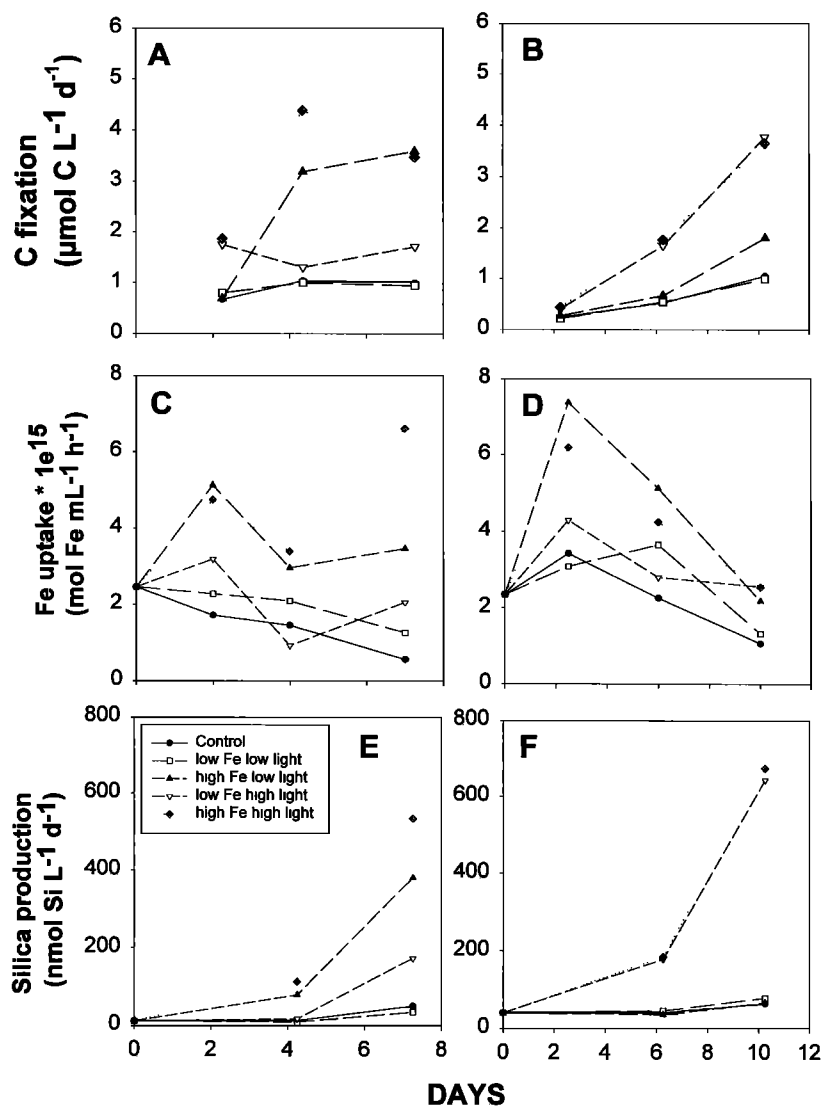 A
B
C fixation
(µmol C L⁻¹ d⁻¹)
6
5
4
3
2
1
0
6
5
4
3
2
1
0
C
D
Fe uptake * 1e¹⁵
(mol Fe mL⁻¹ h⁻¹)
8
6
4
2
0
8
6
4
2
0
E
F
Silica production
(nmol Si L⁻¹ d⁻¹)
800
600
400
200
0
800
600
400
200
0
Control
low Fe low light
high Fe low light
low Fe high light
high Fe high light
0 2 4 6 8
0 2 4 6 8 10 12
DAYS